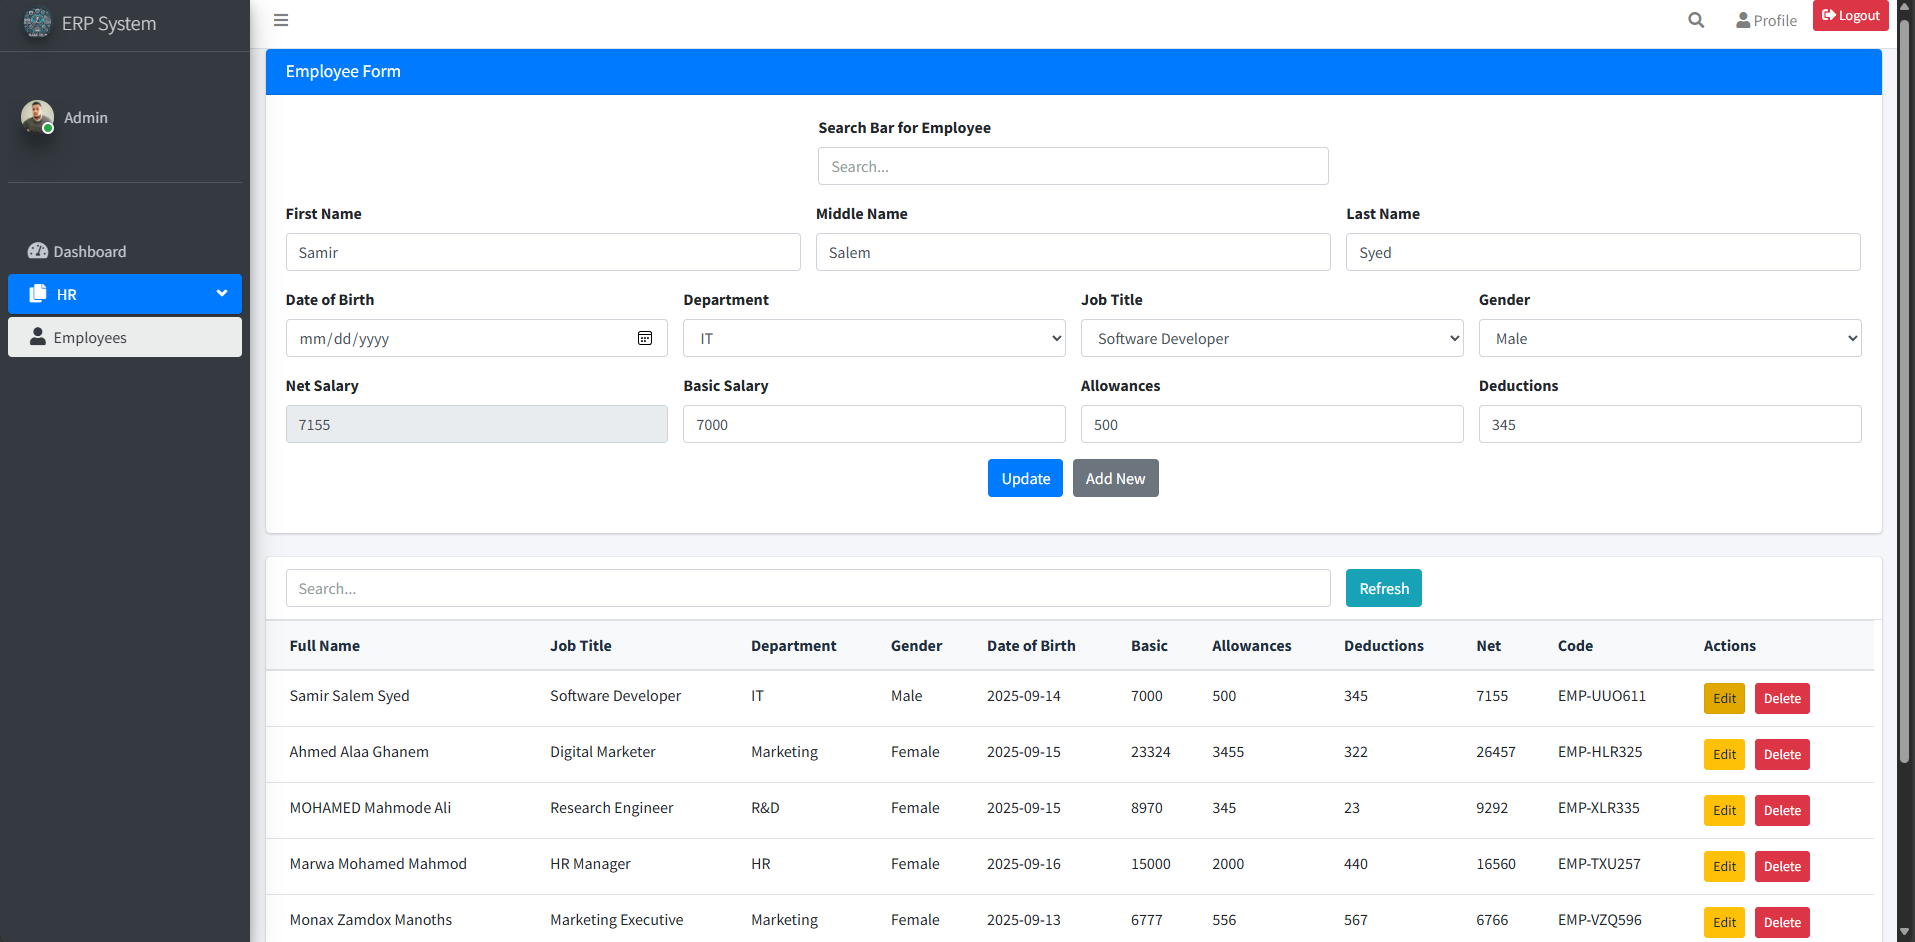 ERP System
Profile
Logout
Employee Form
Admin
Dashboard
HR
Employees
Search Bar for Employee
Search...
First Name Middle Name Last Name
Samir Salem Syed
Date of Birth Department Job Title Gender
mm/dd/yyyy IT Software Developer Male
Net Salary Basic Salary Allowances Deductions
7155 7000 500 345
Update Add New
Search... Refresh
Full Name Job Title Department Gender Date of Birth Basic Allowances Deductions Net Code Actions
Samir Salem Syed Software Developer IT Male 2025-09-14 7000 500 345 7155 EMP-UUO611 Edit Delete
Ahmed Alaa Ghanem Digital Marketer Marketing Female 2025-09-15 23324 3455 322 26457 EMP-HLR325 Edit Delete
MOHAMED Mahmode Ali Research Engineer R&D Female 2025-09-15 8970 345 23 9292 EMP-XLR335 Edit Delete
Marwa Mohamed Mahmod HR Manager HR Female 2025-09-16 15000 2000 440 16560 EMP-TXU257 Edit Delete
Monax Zamdox Manoths Marketing Executive Marketing Female 2025-09-13 6777 556 567 6766 EMP-VZQ596 Edit Delete